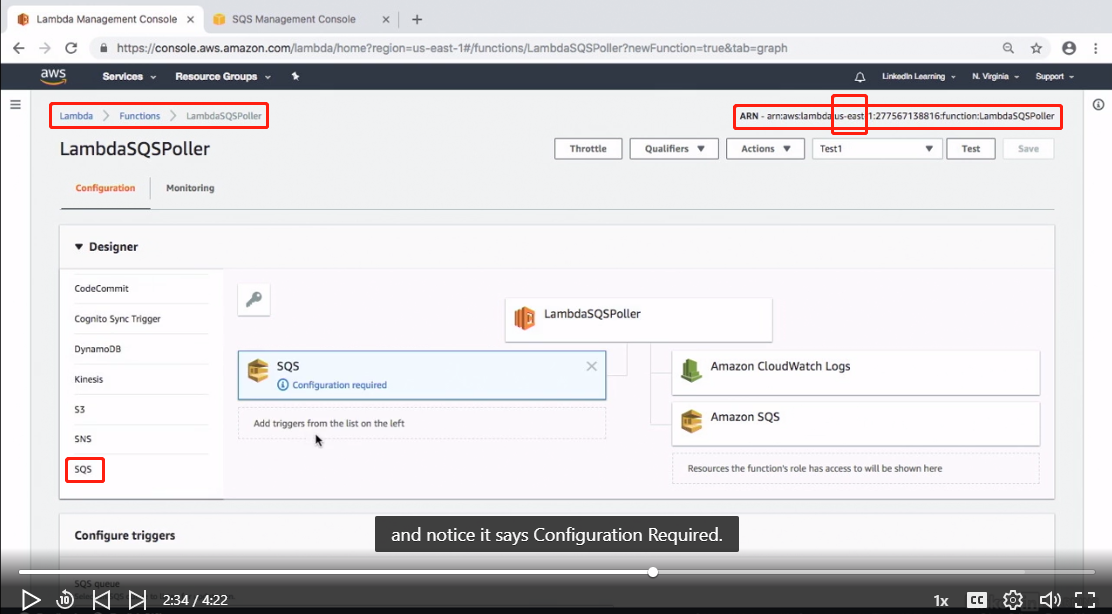 Lambda Management Console
SQS Management Console
https://console.aws.amazon.com/lambda/home?region=us-east-1#/functions/LambdaSQSPoller?newFunction=true&tab=graph
aws
Services
Resource Groups
LinkedIn Learning
N. Virginia
Support
Lambda
Functions
LambdaSQSPoller
ARN - arn:aws:lambda:us-east-1:277567138816:function:LambdaSQSPoller
LambdaSQSPoller
Throttle
Qualifiers
Actions
Test1
Test
Save
Configuration
Monitoring
Designer
CodeCommit
Cognito Sync Trigger
DynamoDB
Kinesis
S3
SNS
SQS
LambdaSQSPoller
SQS
Configuration required
Add triggers from the list on the left
Amazon CloudWatch Logs
Amazon SQS
Resources the function's role has access to will be shown here
Configure triggers
SQS queue
and notice it says Configuration Required.
10
2:34 / 4:22
1x
CC